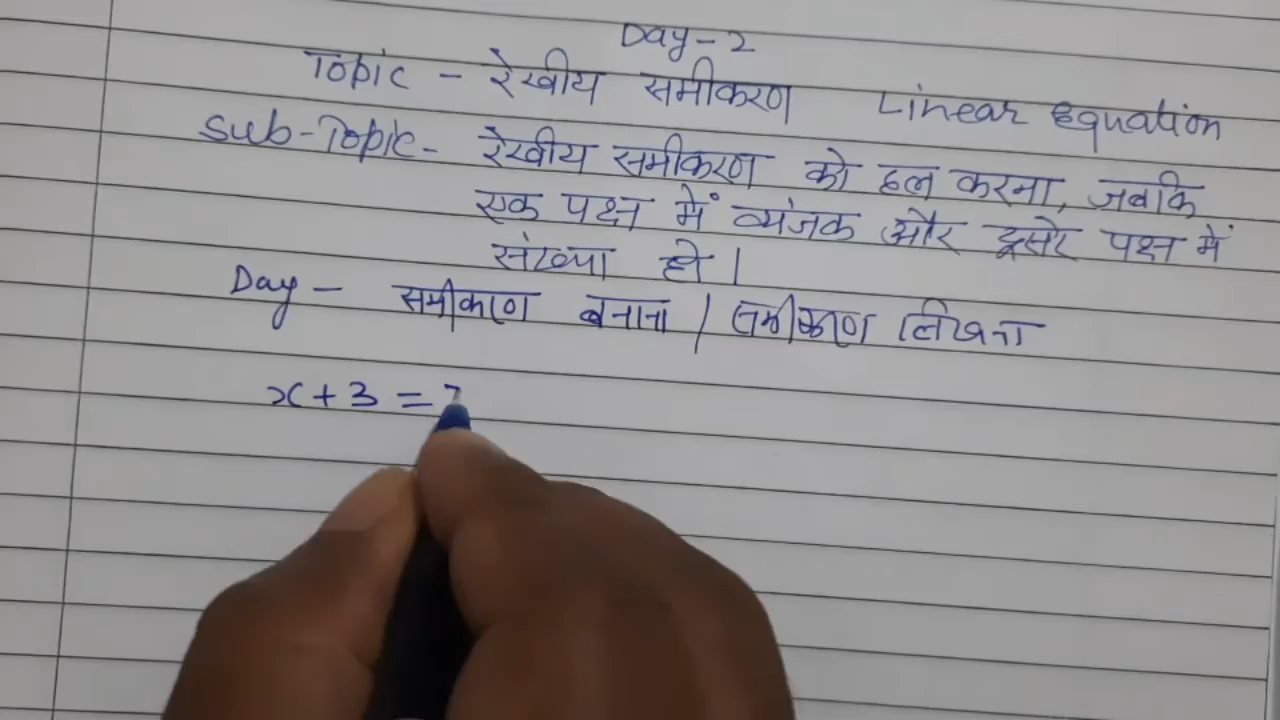 Day-2
Topic - रेखीय समीकरण Linear Equation
Sub-Topic- रेखीय समीकरण को हल करना, जबकि
एक पक्ष में व्यंजक और दूसरे पक्ष में
संख्या हो।
Day - समीकरण बनाना / समीकरण लिखना
x+3 =